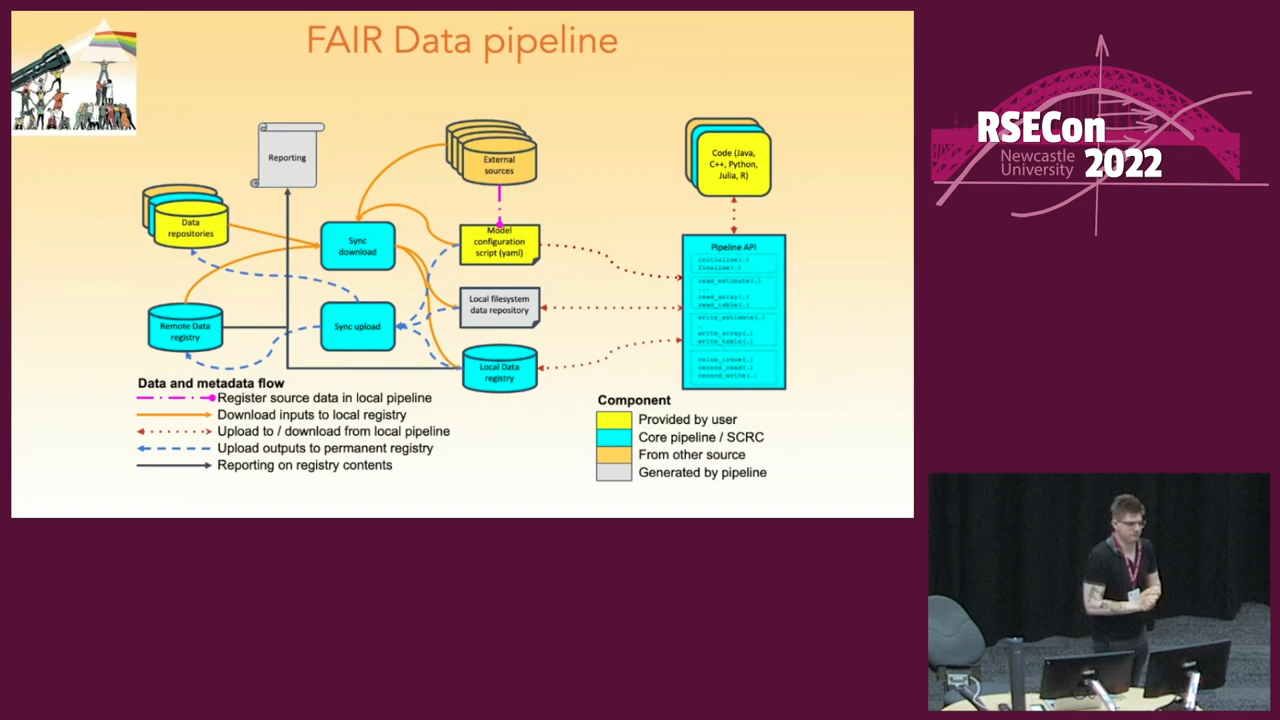 FAIR Data pipeline
Reporting
External
sources
Code (Java,
C++, Python,
Julia, R)
Data
repositories
Sync
download
Model
configuration
script (yaml)
Pipeline API
initialise(.)
finalise(.)
read_estimate(.)
...
read_array(.)
read_table(.)
write_estimate(.)
write_array(.)
write_table(.)
raise_issue(.)
record_read(.)
record_write(.)
Local filesystem
data repository
Remote Data
registry
Sync upload
Local Data
registry
Data and metadata flow
Register source data in local pipeline
Download inputs to local registry
Upload to / download from local pipeline
Upload outputs to permanent registry
Reporting on registry contents
Component
Provided by user
Core pipeline / SCRC
From other source
Generated by pipeline
RSECon
Newcastle
University
2022